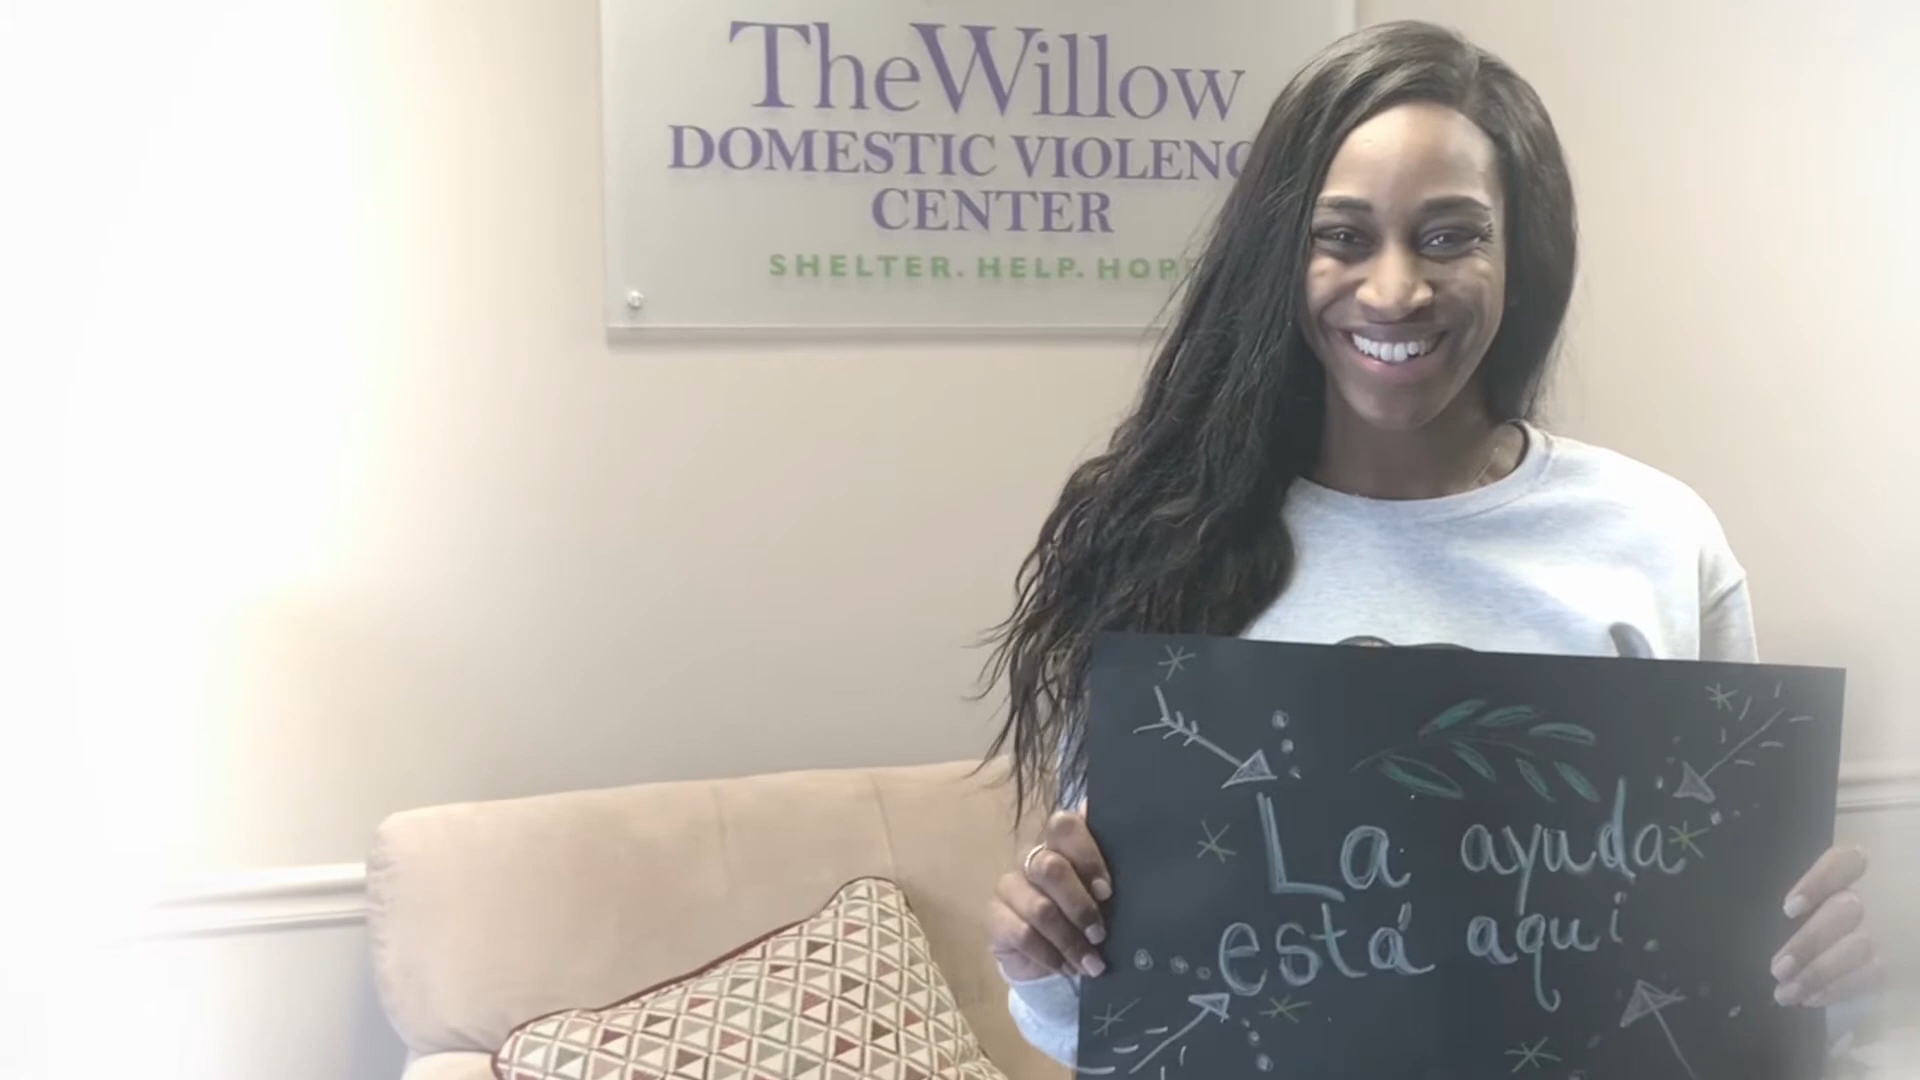 TheWillow
DOMESTIC VIOLENC
CENTER
SHELTER. HELP. HOP
La ayuda
está aquí.